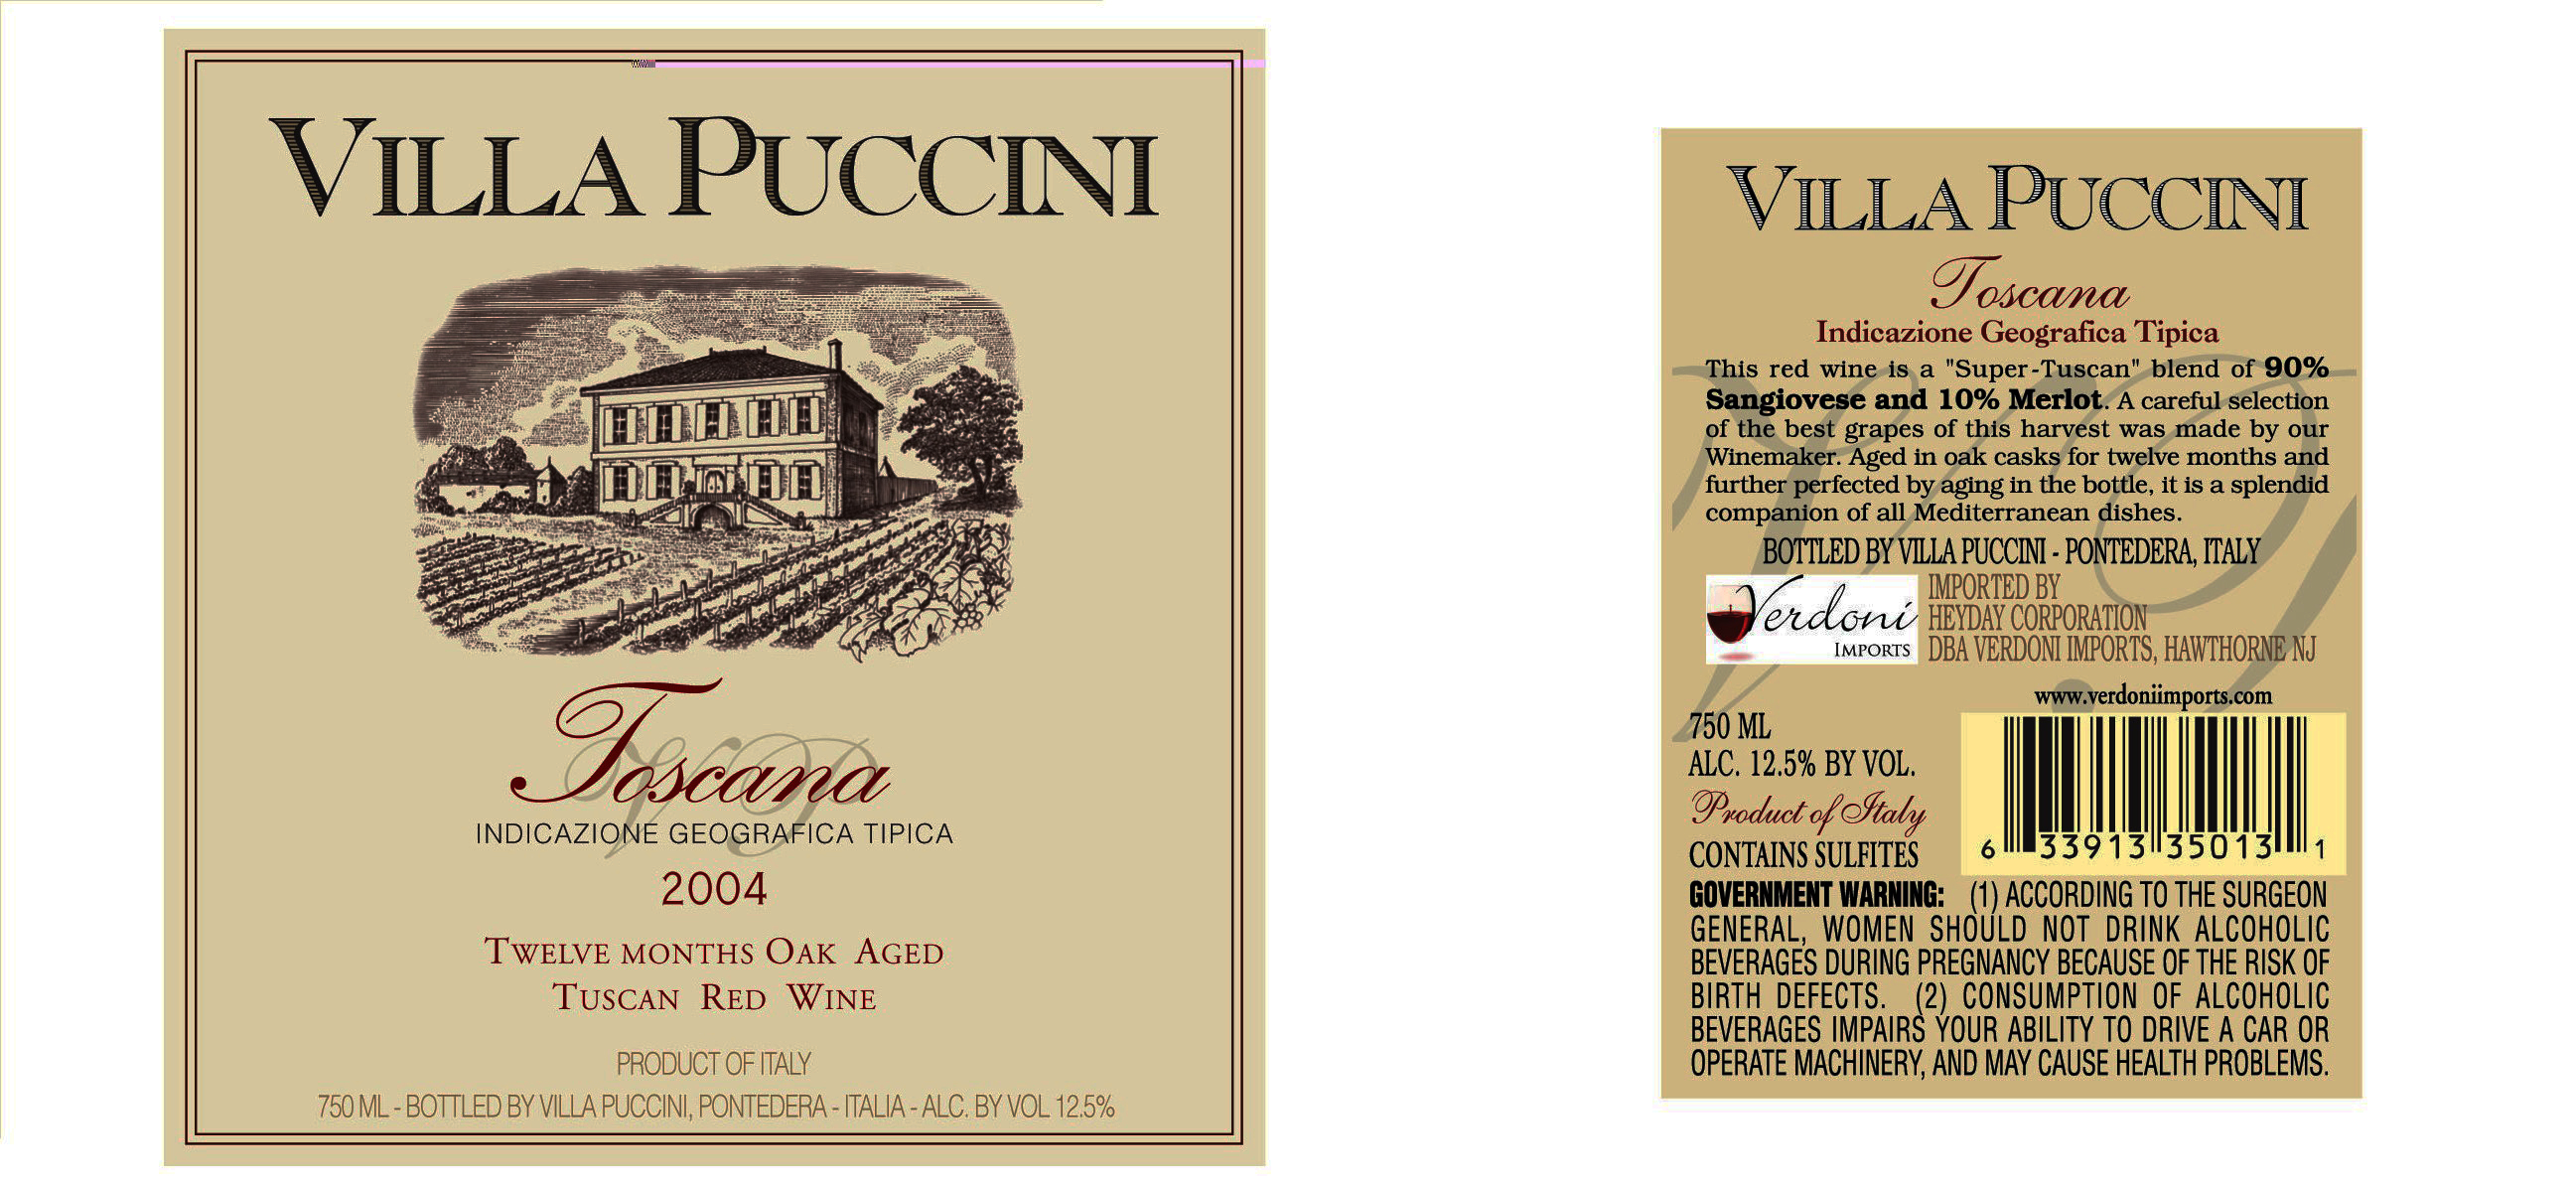 VILLA PUCCINI
Toscana
INDICAZIONE GEOGRAFICA TIPICA
2004
TWELVE MONTHS OAK AGED
TUSCAN RED WINE
PRODUCT OF ITALY
750 ML - BOTTLED BY VILLA PUCCINI, PONTEDERA - ITALIA - ALC. BY VOL 12.5%
VILLA PUCCINI
Toscana
Indicazione Geografica Tipica
This red wine is a "Super-Tuscan" blend of 90%
Sangiovese and 10% Merlot. A careful selection
of the best grapes of this harvest was made by our
Winemaker. Aged in oak casks for twelve months and
further perfected by aging in the bottle, it is a splendid
companion of all Mediterranean dishes.
BOTTLED BY VILLA PUCCINI - PONTEDERA, ITALY
Verdoni
IMPORTS
IMPORTED BY
HEYDAY CORPORATION
DBA VERDONI IMPORTS, HAWTHORNE NJ
www.verdoniimports.com
750 ML
ALC. 12.5% BY VOL.
Product of Italy
CONTAINS SULFITES
6 33913 35013 1
GOVERNMENT WARNING: (1) ACCORDING TO THE SURGEON
GENERAL, WOMEN SHOULD NOT DRINK ALCOHOLIC
BEVERAGES DURING PREGNANCY BECAUSE OF THE RISK OF
BIRTH DEFECTS. (2) CONSUMPTION OF ALCOHOLIC
BEVERAGES IMPAIRS YOUR ABILITY TO DRIVE A CAR OR
OPERATE MACHINERY, AND MAY CAUSE HEALTH PROBLEMS.